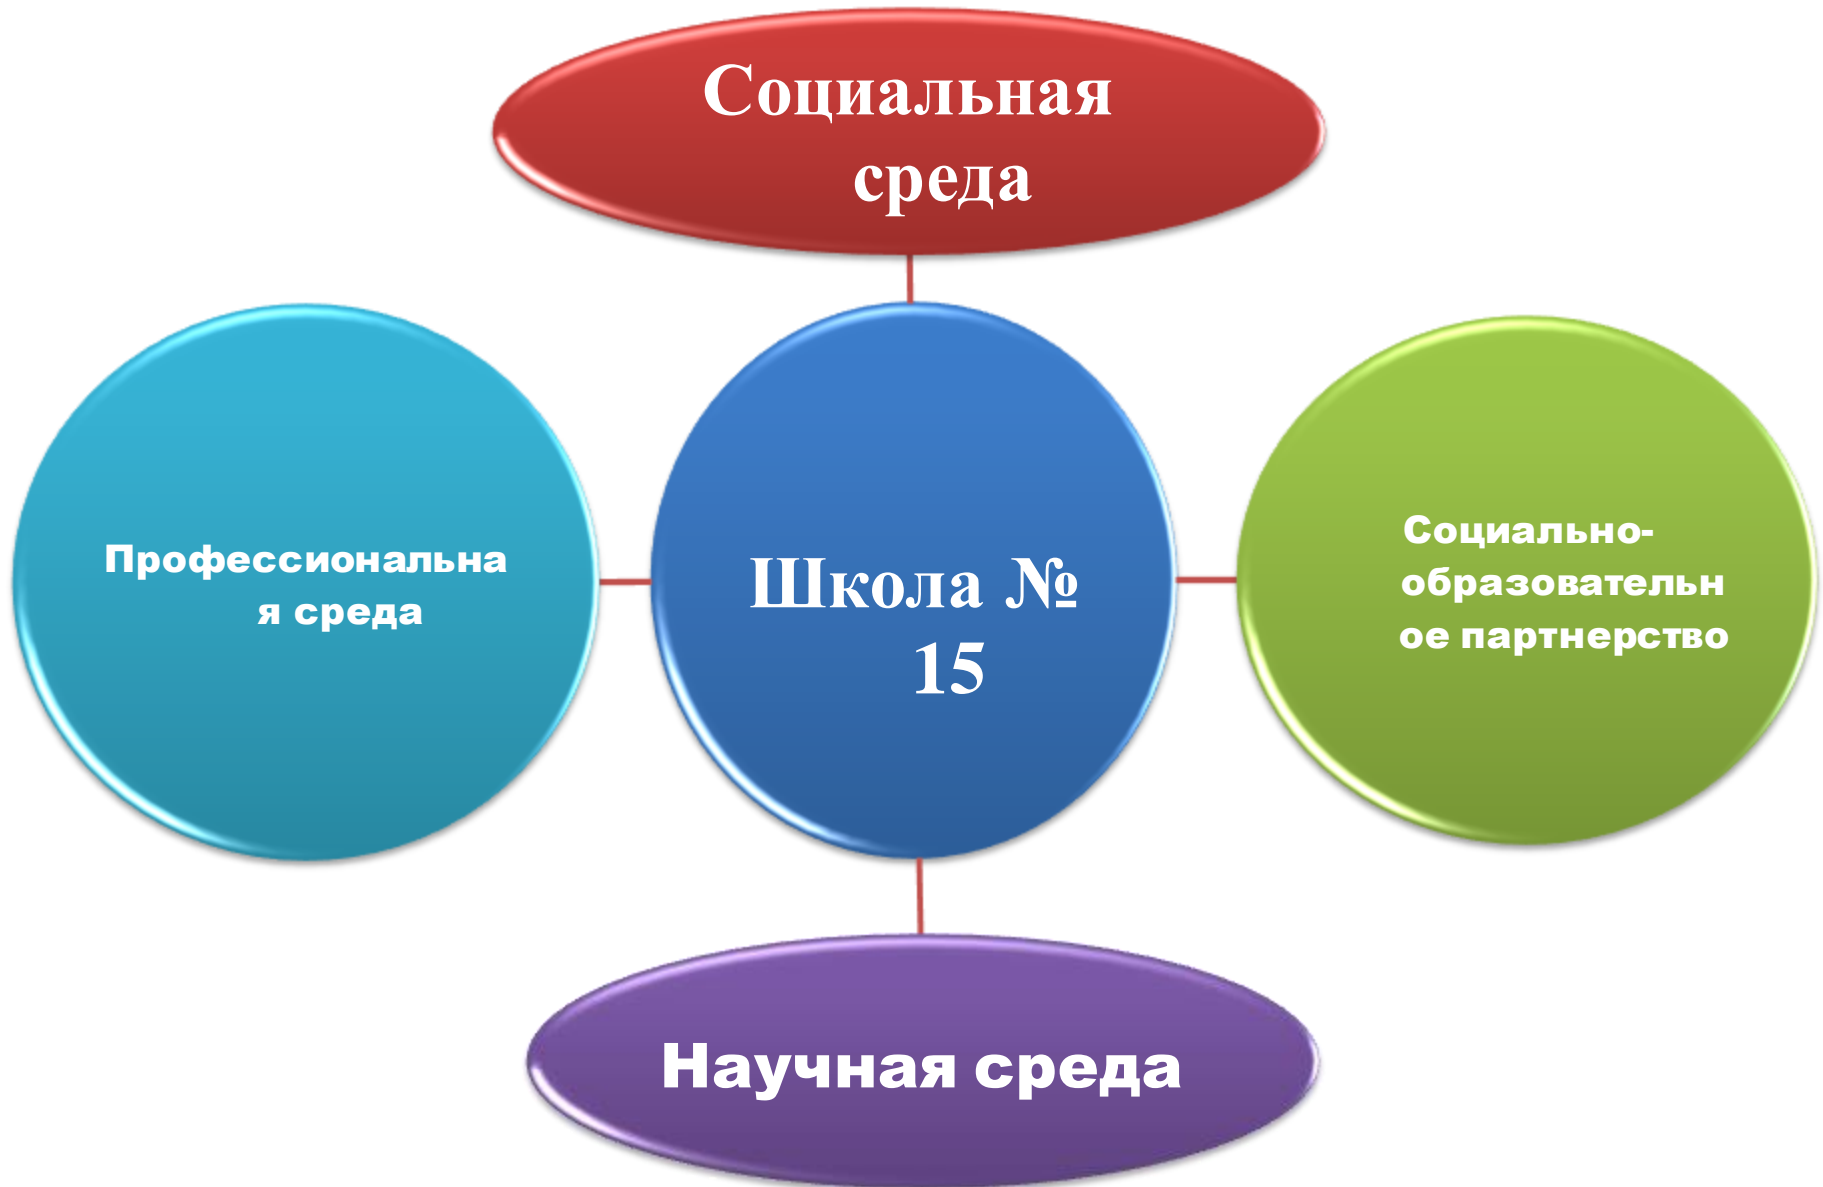 Социальная
среда
Профессиональна
я среда
Школа №
15
Социально-
образовательн
ое партнерство
Научная среда